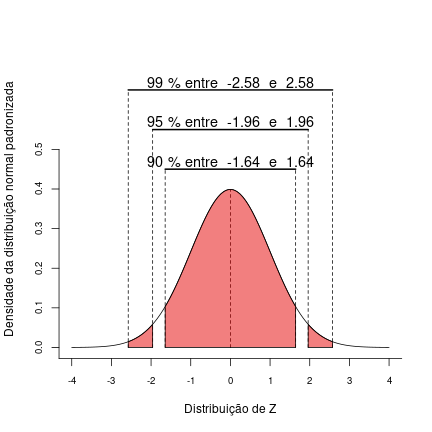 99 % entre -2.58 e 2.58
95 % entre -1.96 e 1.96
90 % entre -1.64 e 1.64
Densidade da distribuição normal padronizada
0.5
0.4
0.3
0.2
0.1
0.0
-4 -3 -2 -1 0 1 2 3 4
Distribuição de Z